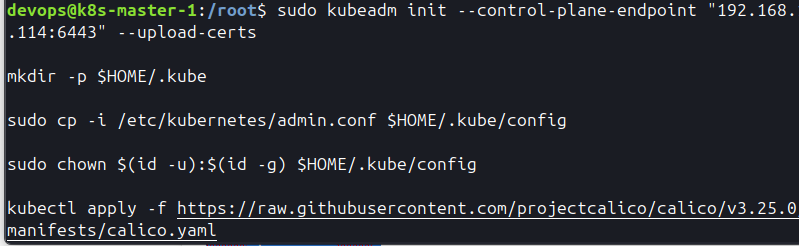 devops@k8s-master-1:/root$ sudo kubeadm init --control-plane-endpoint "192.168.
.114:6443" --upload-certs
mkdir -p $HOME/.kube
sudo cp -i /etc/kubernetes/admin.conf $HOME/.kube/config
sudo chown $(id -u):$(id -g) $HOME/.kube/config
kubectl apply -f https://raw.githubusercontent.com/projectcalico/calico/v3.25.0
manifests/calico.yaml